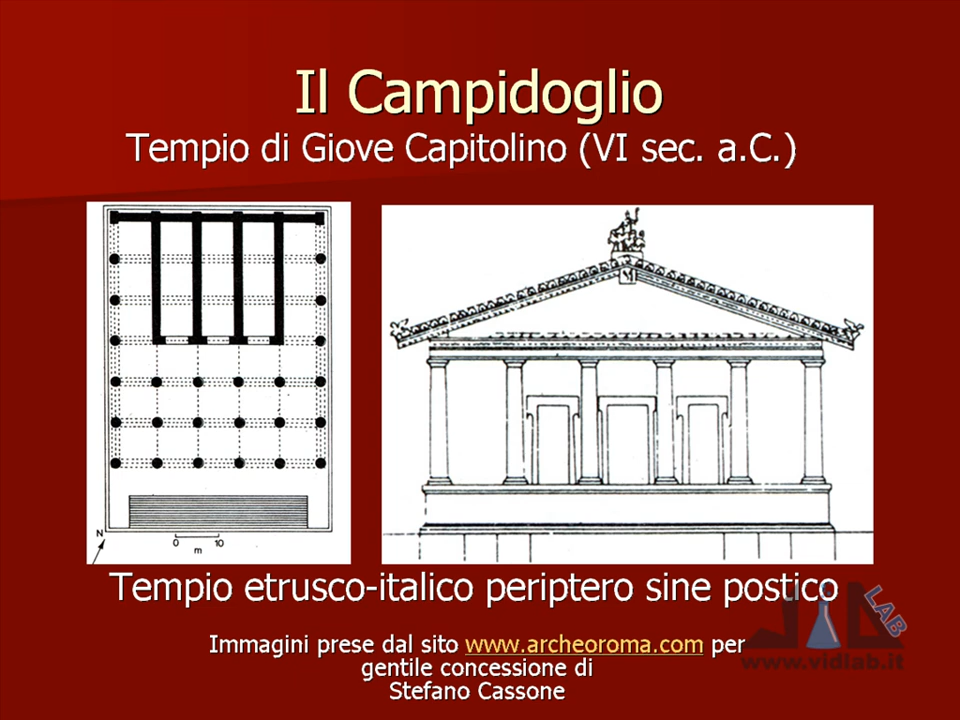 Il Campidoglio
Tempio di Giove Capitolino (VI sec. a.C.)
N
0 10
m
Tempio etrusco-italico periptero sine postico
Immagini prese dal sito www.archeoroma.com per
gentile concessione di
Stefano Cassone
LAB
www.vidlab.it